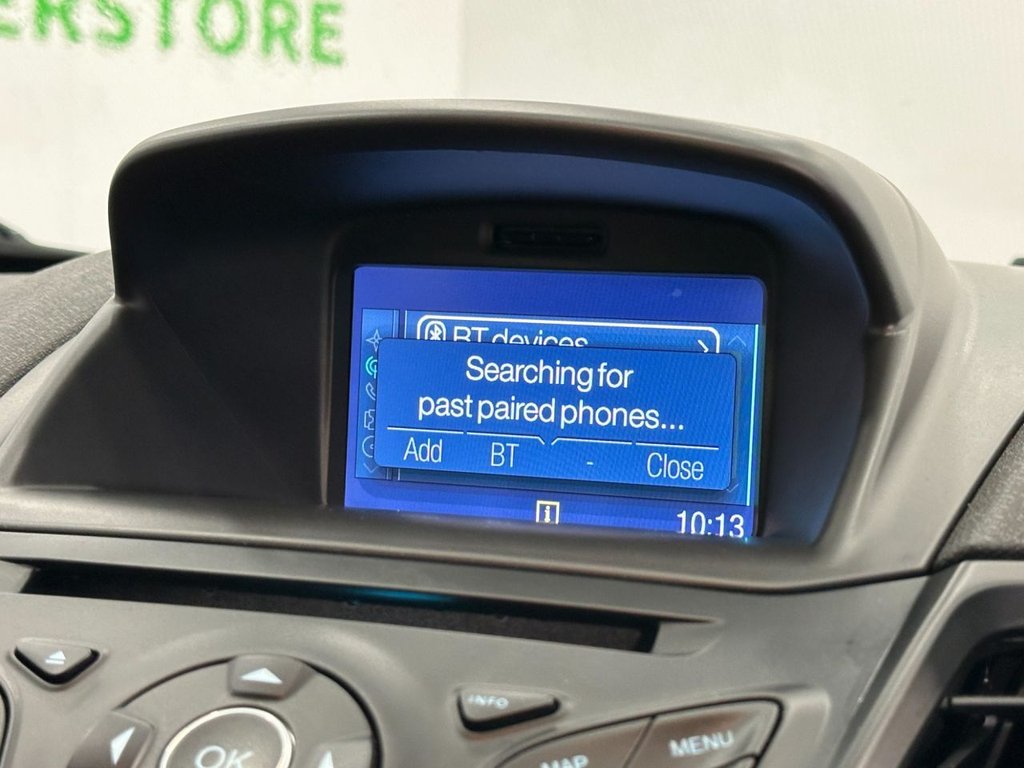 ERSTORE
BT devices
Searching for
past paired phones...
Add BT - Close
i
10:13
INFO
OK
MAP
MENU